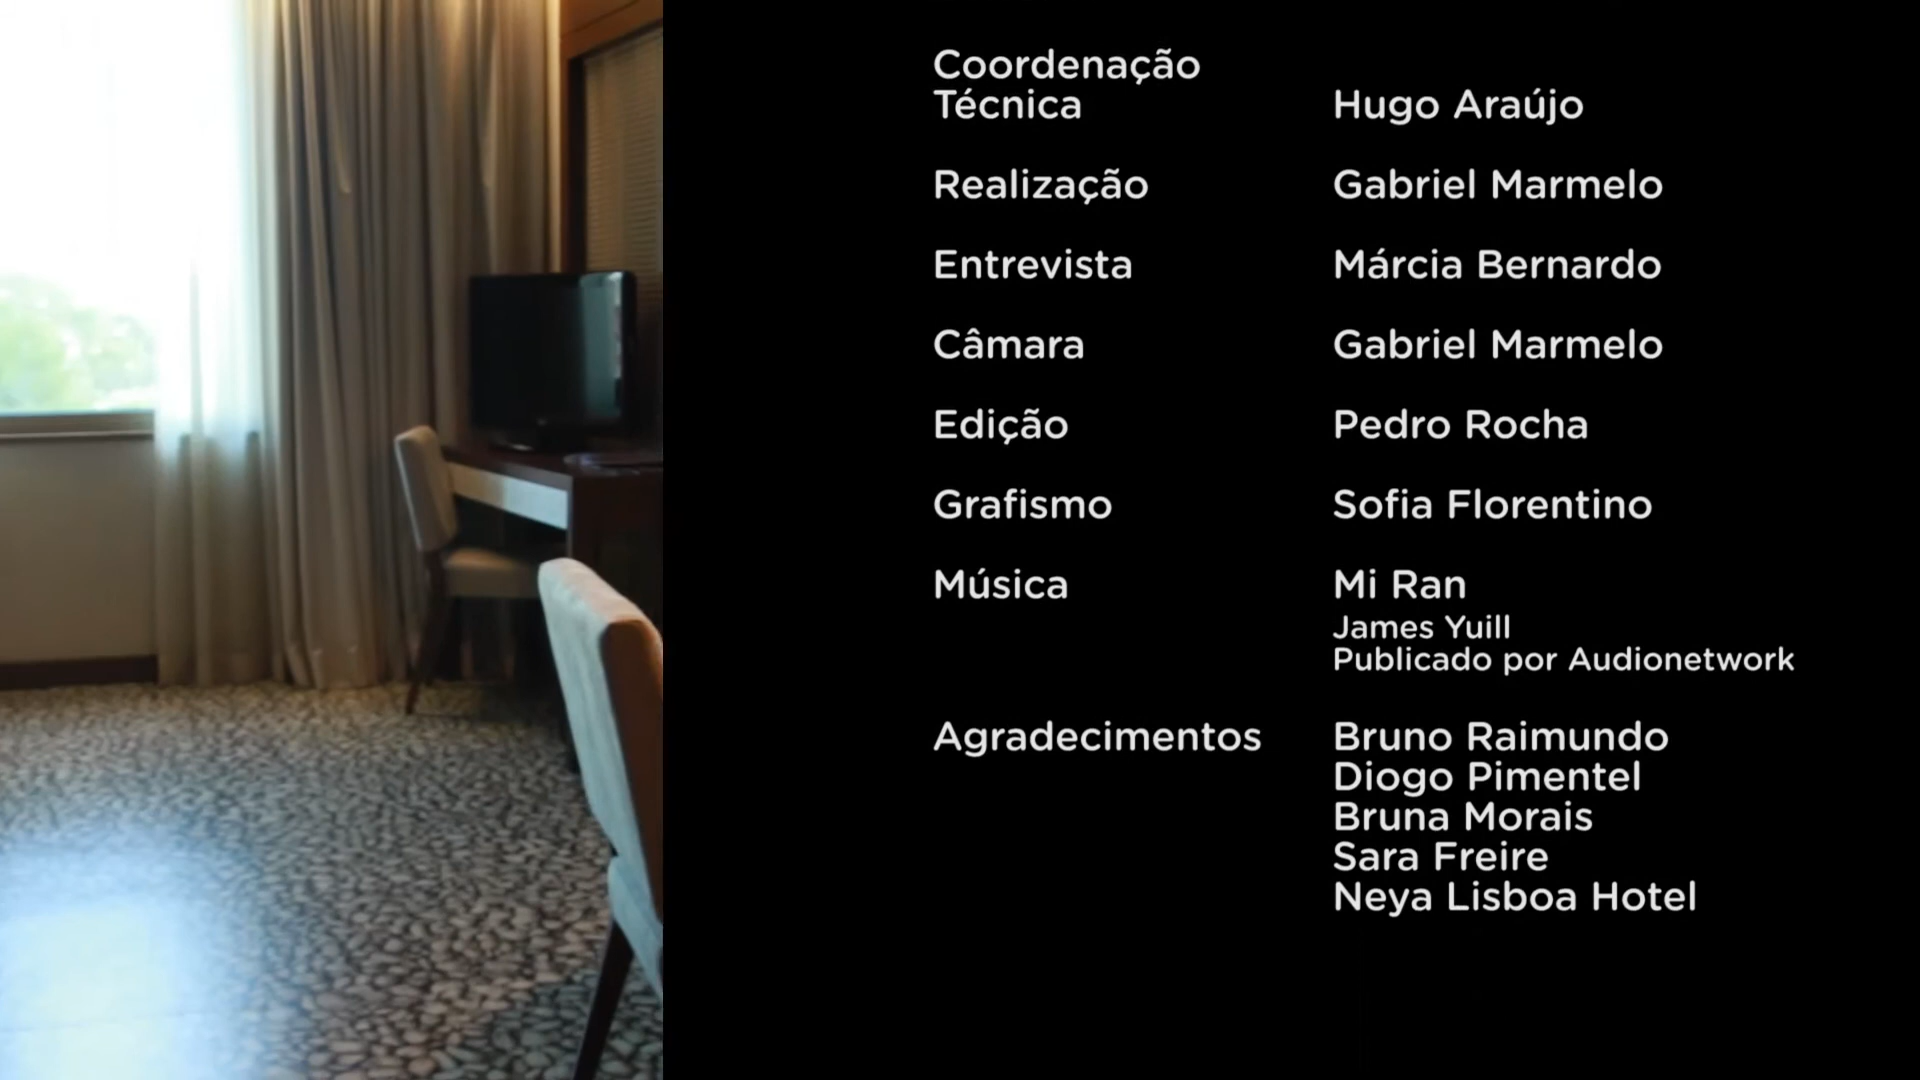 Coordenação
Técnica Hugo Araújo
Realização Gabriel Marmelo
Entrevista Márcia Bernardo
Câmara Gabriel Marmelo
Edição Pedro Rocha
Grafismo Sofia Florentino
Música Mi Ran
James Yuill
Publicado por Audionetwork
Agradecimentos Bruno Raimundo
Diogo Pimentel
Bruna Morais
Sara Freire
Neya Lisboa Hotel